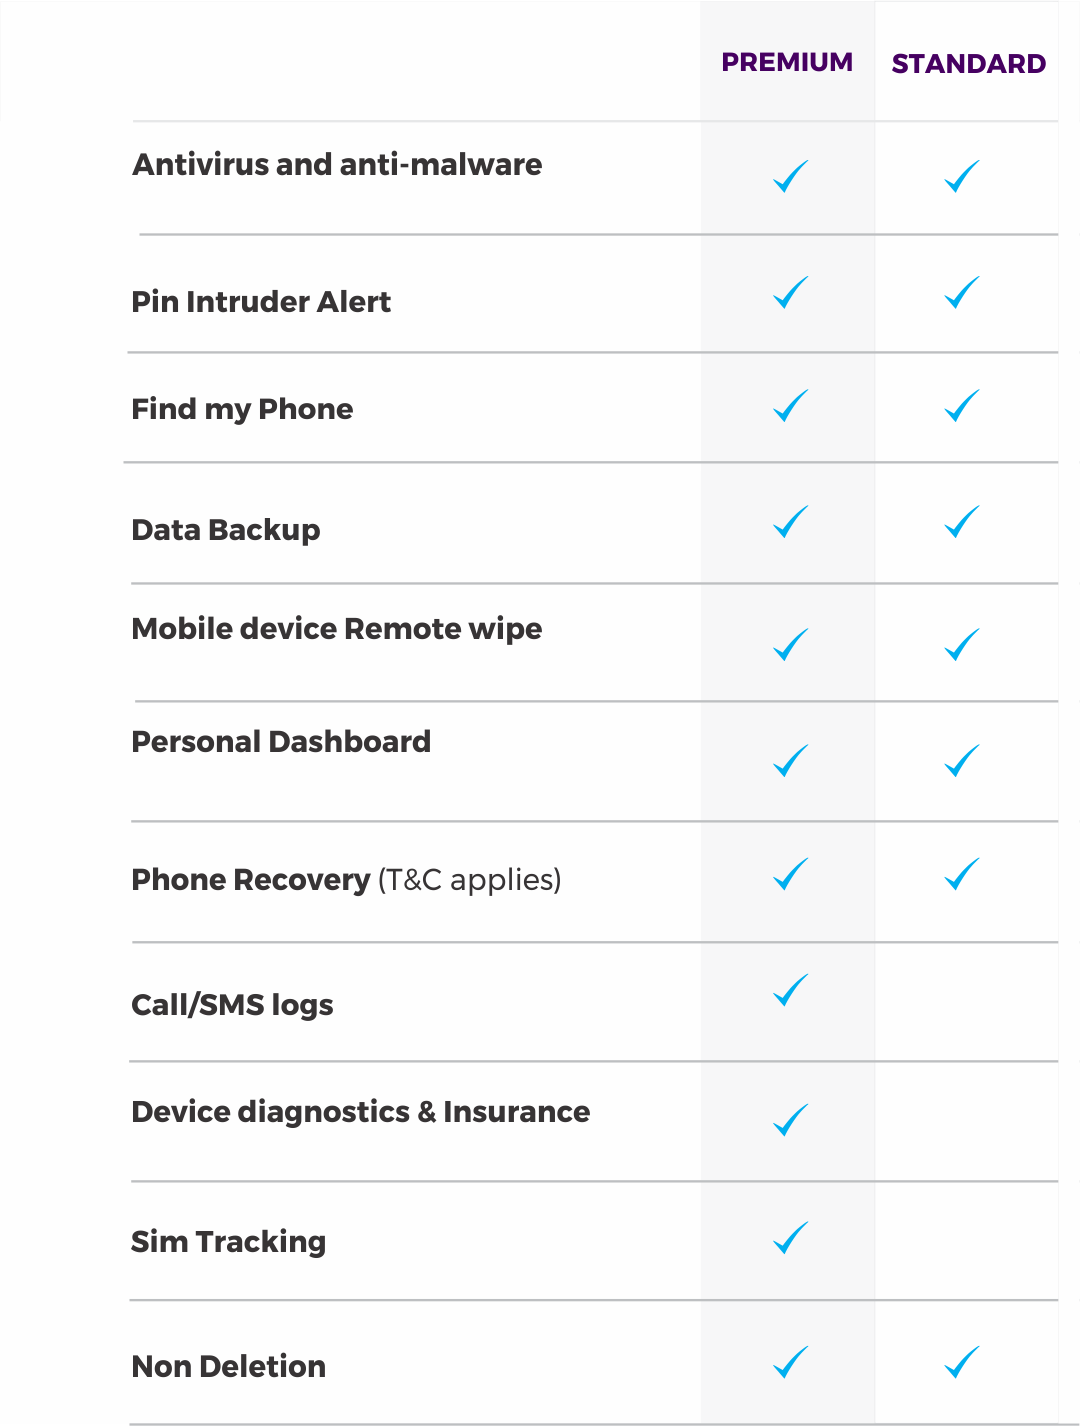 PREMIUM STANDARD
Antivirus and anti-malware
Pin Intruder Alert
Find my Phone
Data Backup
Mobile device Remote wipe
Personal Dashboard
Phone Recovery (T&C applies)
Call/SMS logs
Device diagnostics & Insurance
Sim Tracking
Non Deletion